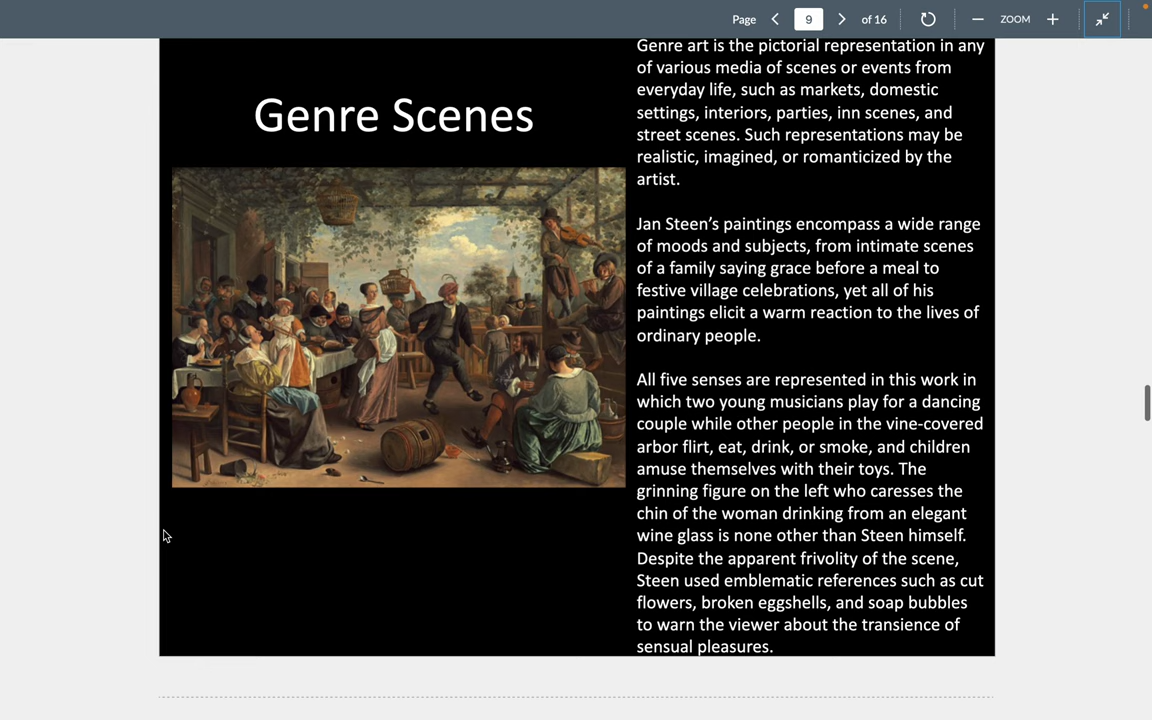 Page 9 of 16 ZOOM
Genre Scenes
Genre art is the pictorial representation in any
of various media of scenes or events from
everyday life, such as markets, domestic
settings, interiors, parties, inn scenes, and
street scenes. Such representations may be
realistic, imagined, or romanticized by the
artist.
Jan Steen’s paintings encompass a wide range
of moods and subjects, from intimate scenes
of a family saying grace before a meal to
festive village celebrations, yet all of his
paintings elicit a warm reaction to the lives of
ordinary people.
All five senses are represented in this work in
which two young musicians play for a dancing
couple while other people in the vine-covered
arbor flirt, eat, drink, or smoke, and children
amuse themselves with their toys. The
grinning figure on the left who caresses the
chin of the woman drinking from an elegant
wine glass is none other than Steen himself.
Despite the apparent frivolity of the scene,
Steen used emblematic references such as cut
flowers, broken eggshells, and soap bubbles
to warn the viewer about the transience of
sensual pleasures.